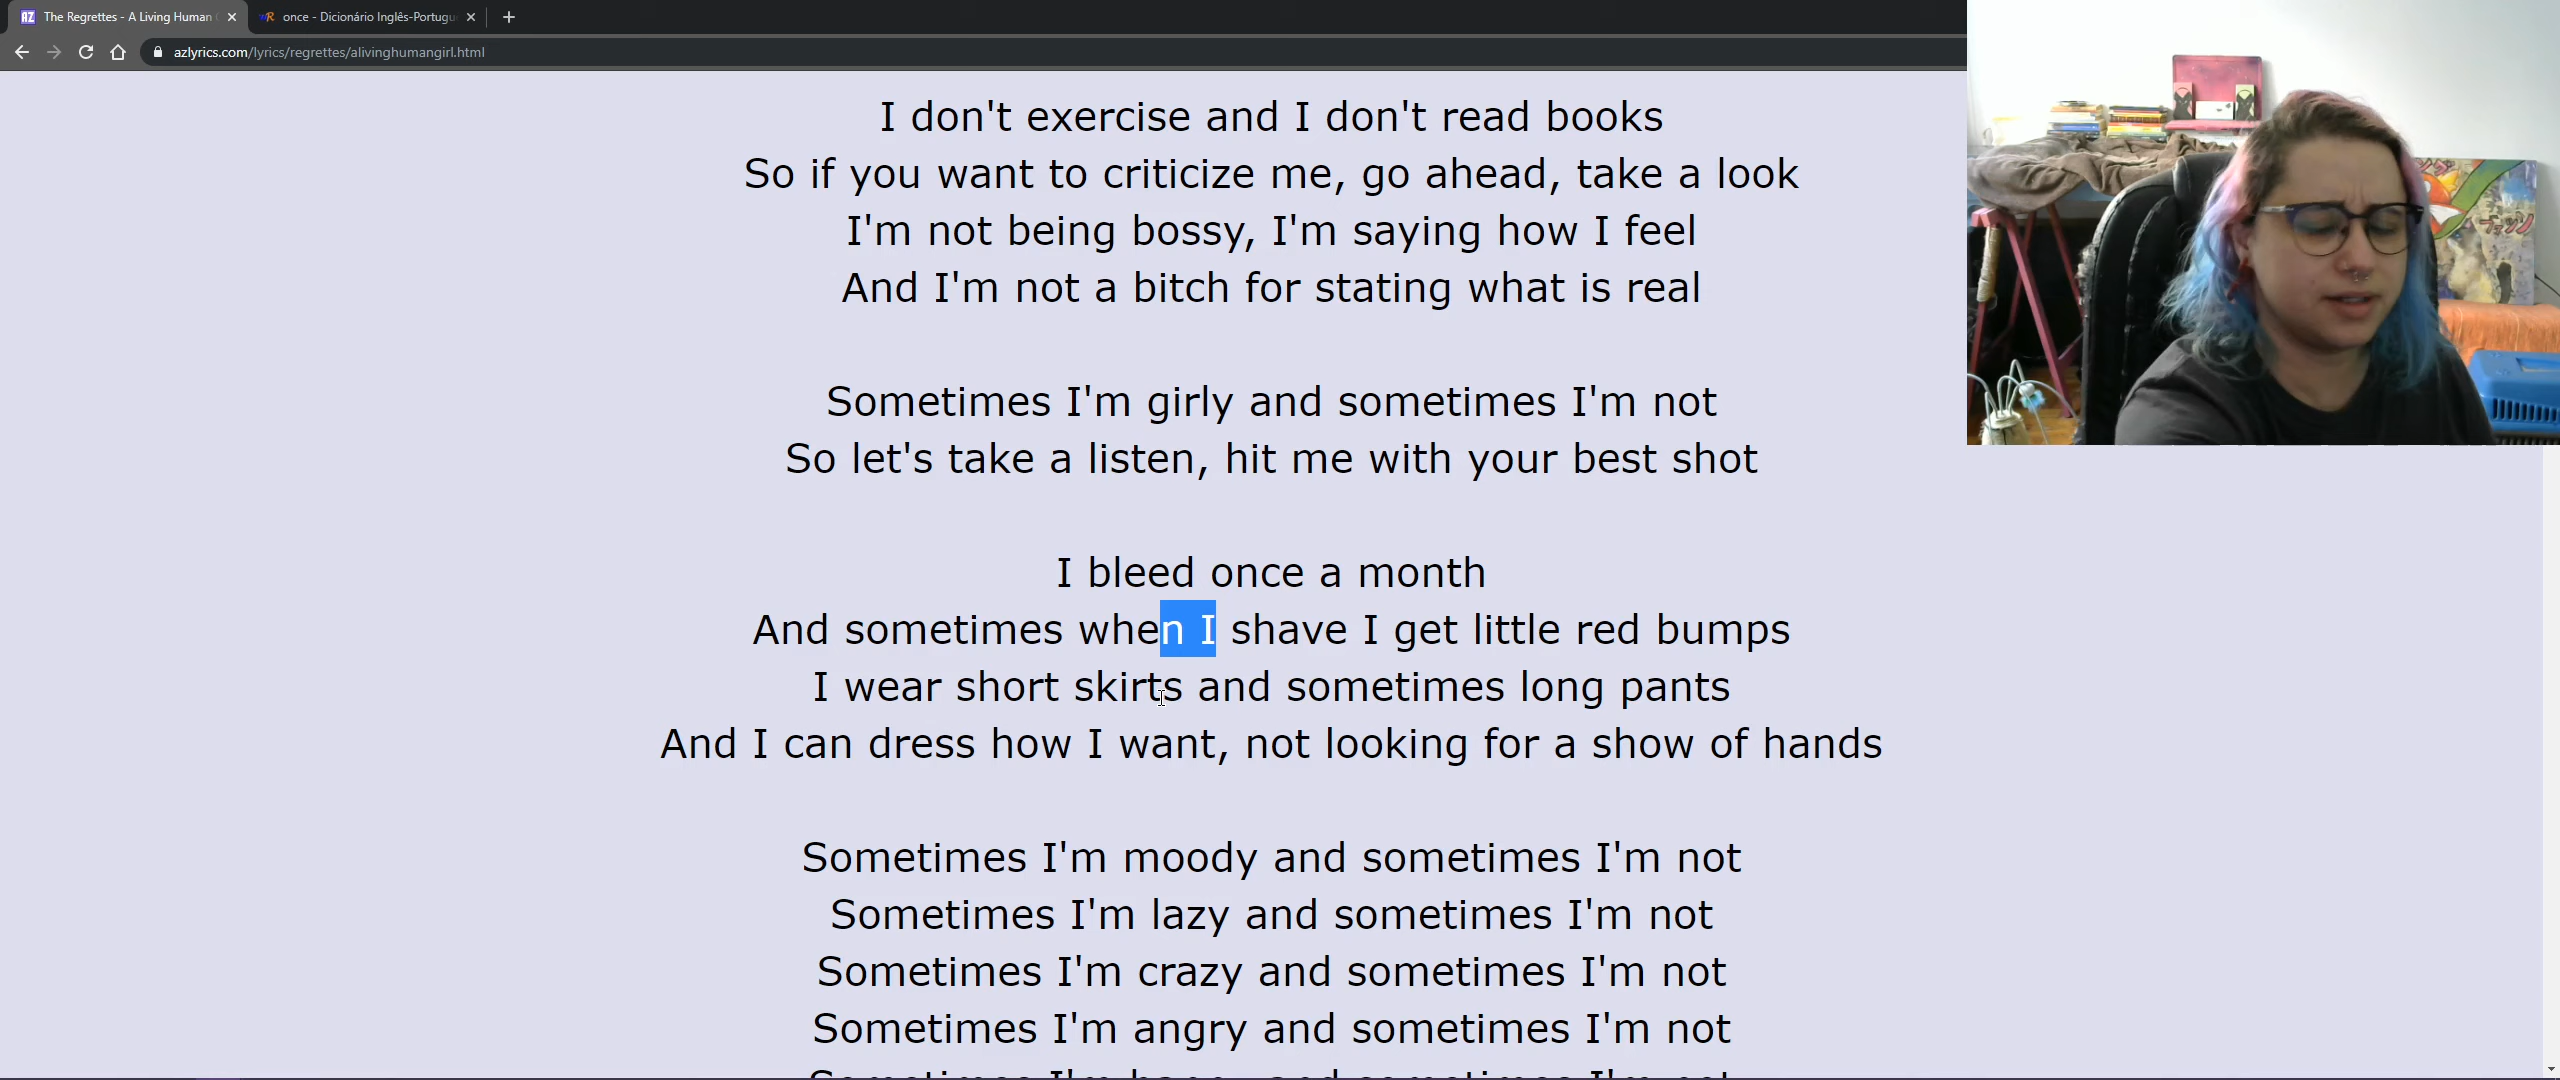 The Regrettes - A Living Human
once - Dicionário Inglês-Portugu
azlyrics.com/lyrics/regrettes/alivinghumangirl.html
I don't exercise and I don't read books
So if you want to criticize me, go ahead, take a look
I'm not being bossy, I'm saying how I feel
And I'm not a bitch for stating what is real
Sometimes I'm girly and sometimes I'm not
So let's take a listen, hit me with your best shot
I bleed once a month
And sometimes when I shave I get little red bumps
I wear short skirts and sometimes long pants
And I can dress how I want, not looking for a show of hands
Sometimes I'm moody and sometimes I'm not
Sometimes I'm lazy and sometimes I'm not
Sometimes I'm crazy and sometimes I'm not
Sometimes I'm angry and sometimes I'm not